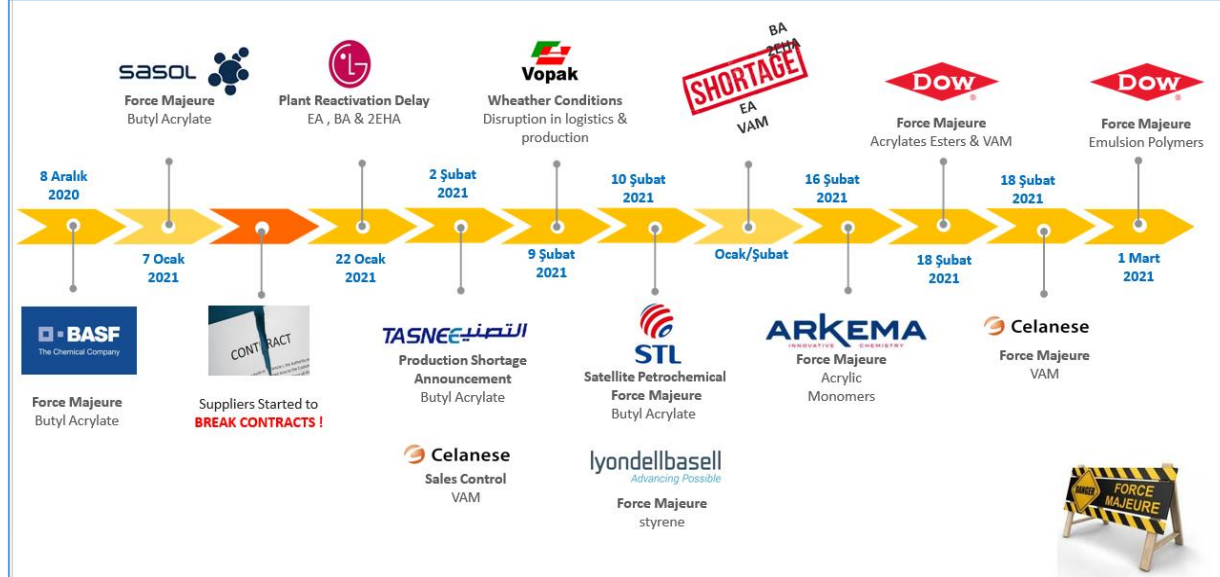 8 Aralık
2020
BASF
The Chemical Company
Force Majeure
Butyl Acrylate
sasol
Force Majeure
Butyl Acrylate
7 Ocak
2021
CONTRACT
Suppliers Started to
BREAK CONTRACTS !
LG
Plant Reactivation Delay
EA , BA & 2EHA
22 Ocak
2021
2 Şubat
2021
TASNEE التصنيع
Production Shortage
Announcement
Butyl Acrylate
Celanese
Sales Control
VAM
Vopak
Wheather Conditions
Disruption in logistics &
production
9 Şubat
2021
10 Şubat
2021
STL
Satellite Petrochemical
Force Majeure
Butyl Acrylate
lyondellbasell
Advancing Possible
Force Majeure
styrene
BA
2EHA
SHORTAGE
EA
VAM
Ocak/Şubat
16 Şubat
2021
ARKEMA
INNOVATIVE CHEMISTRY
Force Majeure
Acrylic
Monomers
DOW
Force Majeure
Acrylates Esters & VAM
18 Şubat
2021
18 Şubat
2021
Celanese
Force Majeure
VAM
DOW
Force Majeure
Emulsion Polymers
1 Mart
2021
DANGER
FORCE
MAJEURE